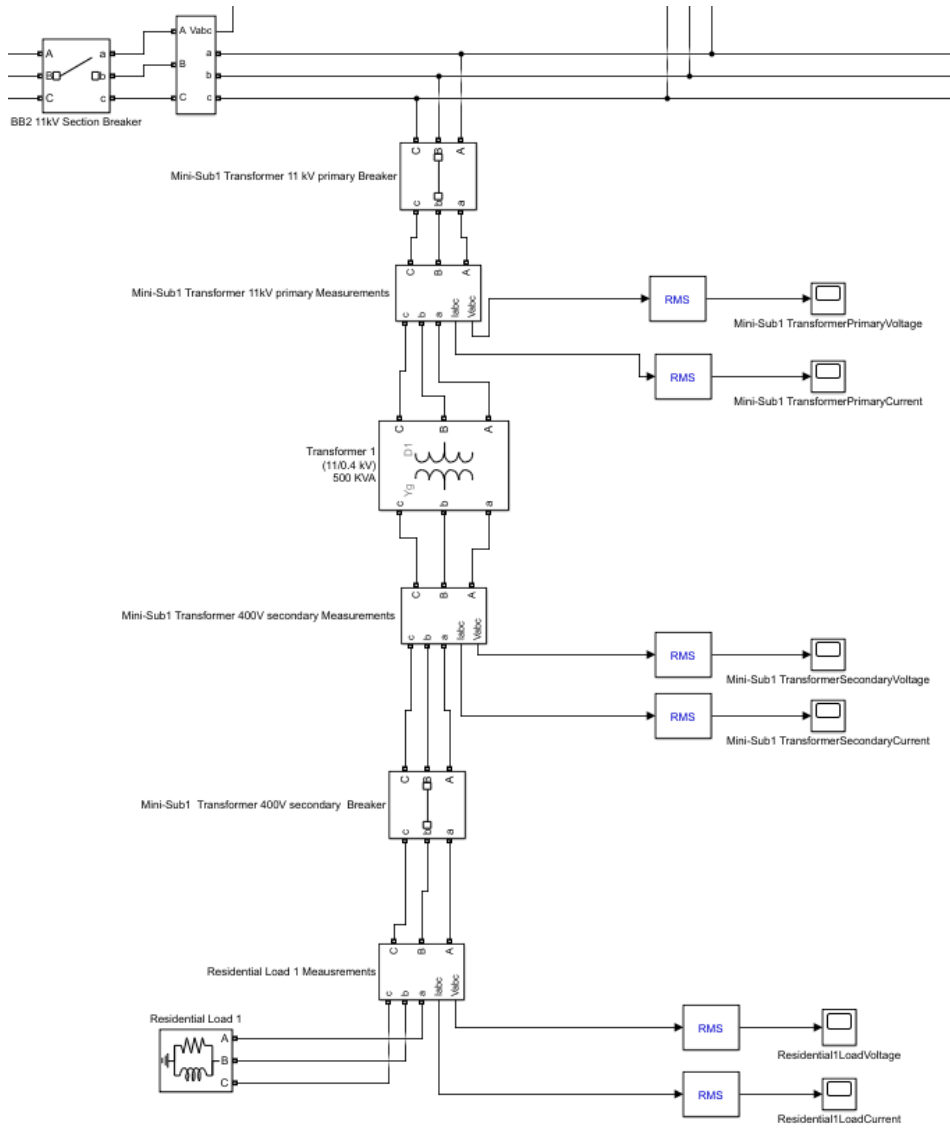 A Vabc
A a a
B b B
b
C c C c
BB2 11kV Section Breaker
C B A
Mini-Sub1 Transformer 11 kV primary Breaker
c b a
C B A
Mini-Sub1 Transformer 11kV primary Measurements
c b a Iabc Vabc
RMS
Mini-Sub1 TransformerPrimaryVoltage
RMS
Mini-Sub1 TransformerPrimaryCurrent
C B A
Transformer 1
(11/0.4 kV)
500 KVA
D1
Yg
c b a
C B A
Mini-Sub1 Transformer 400V secondary Measurements
c b a Iabc Vabc
RMS
Mini-Sub1 TransformerSecondaryVoltage
RMS
Mini-Sub1 TransformerSecondaryCurrent
C B A
Mini-Sub1 Transformer 400V secondary Breaker
c b a
C B A
Residential Load 1 Meausrments
c b a Iabc Vabc
Residential Load 1
A
B
C
RMS
Residential1LoadVoltage
RMS
Residential1LoadCurrent